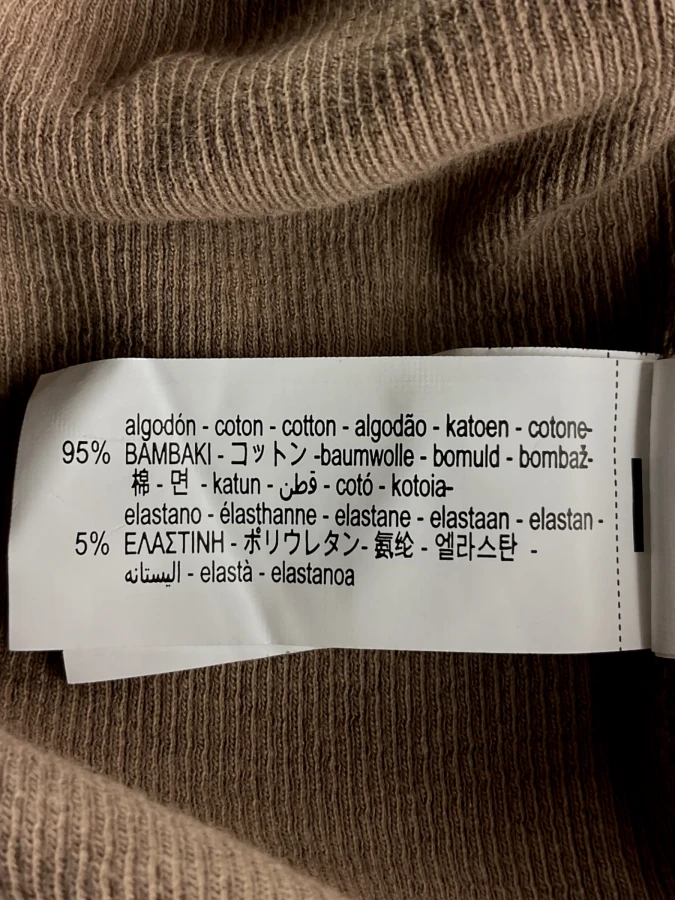 algodón - coton - cotton - algodão - katoen - cotone-
95% BAMBAKI - コットン -baumwolle - bomuld - bombaž-
棉 - 면 - katun - قطن - cotó - kotoia-
elastano - élasthanne - elastane - elastaan - elastan -
5% ΕΛΑΣΤΙΝΗ - ポリウレタン- 氨纶 - 엘라스탄 -
اليستانه - elastà - elastanoa